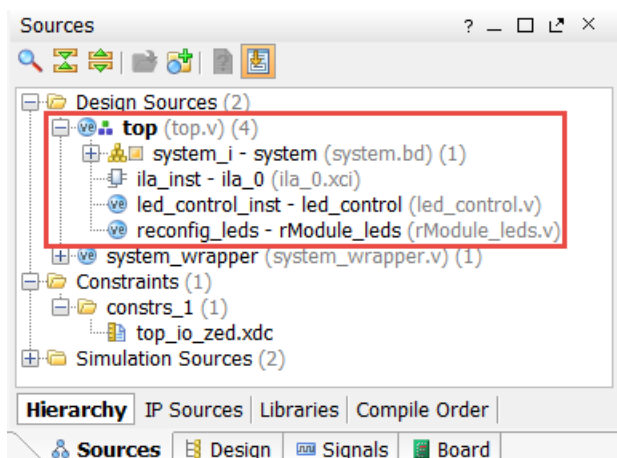 Sources ? _ □ ×
Design Sources (2)
top (top.v) (4)
system_i - system (system.bd) (1)
ila_inst - ila_0 (ila_0.xci)
led_control_inst - led_control (led_control.v)
reconfig_leds - rModule_leds (rModule_leds.v)
system_wrapper (system_wrapper.v) (1)
Constraints (1)
constrs_1 (1)
top_io_zed.xdc
Simulation Sources (2)
Hierarchy IP Sources Libraries Compile Order
Sources Design Signals Board